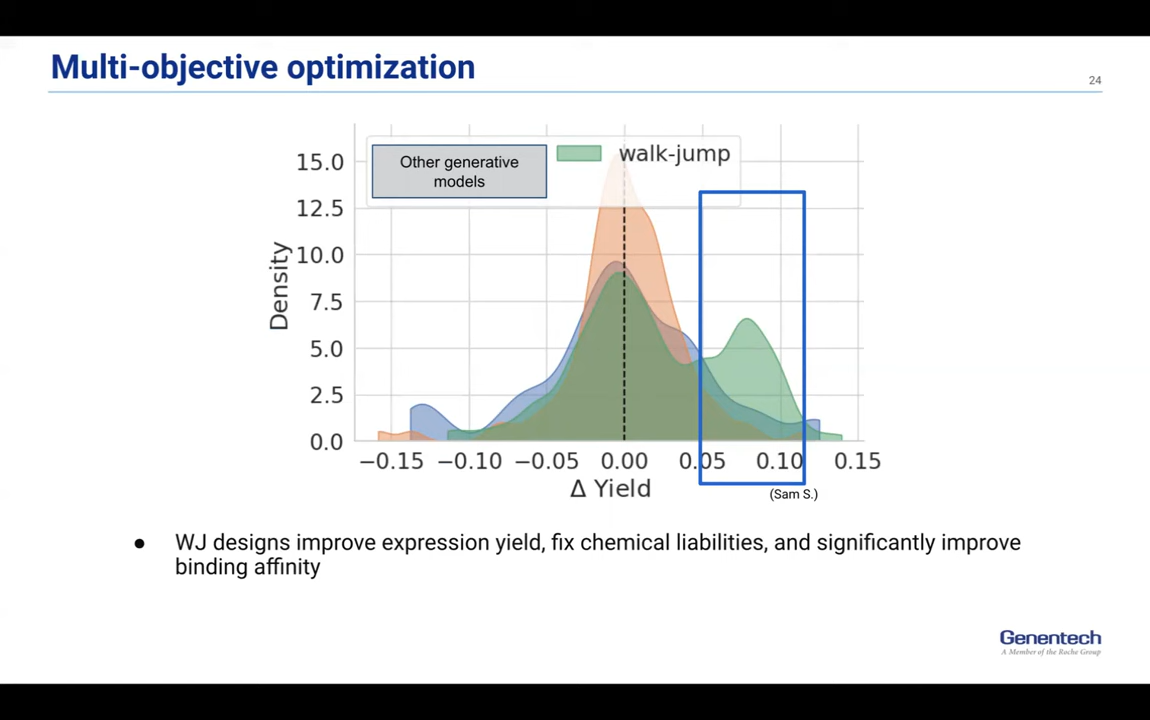 Multi-objective optimization
24
Other generative
models
walk-jump
15.0
12.5
10.0
7.5
5.0
2.5
0.0
Density
−0.15 −0.10 −0.05 0.00 0.05 0.10 0.15
Δ Yield
(Sam S.)
● WJ designs improve expression yield, fix chemical liabilities, and significantly improve
binding affinity
Genentech
A Member of the Roche Group